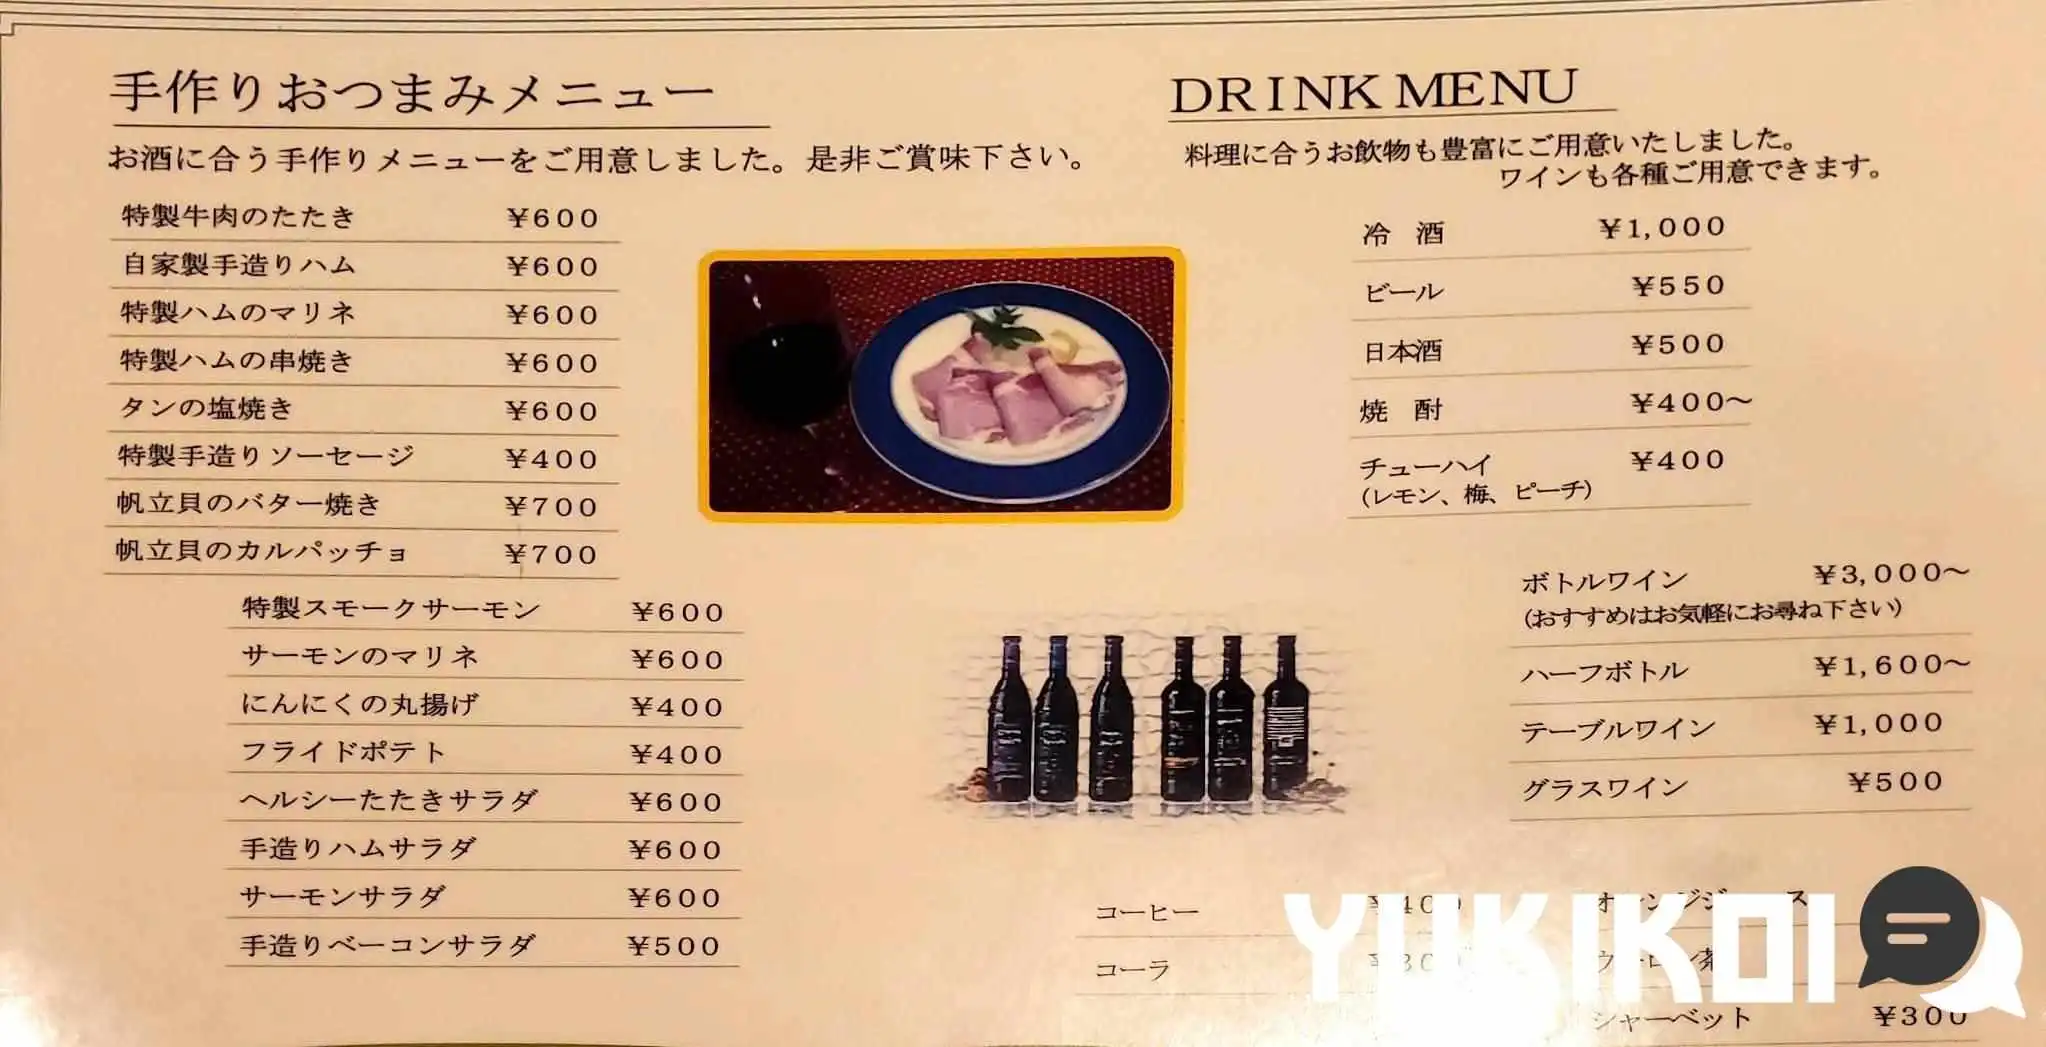 手作りおつまみメニュー
お酒に合う手作りメニューをご用意しました。是非ご賞味下さい。
特製牛肉のたたき ¥600
自家製手造りハム ¥600
特製ハムのマリネ ¥600
特製ハムの串焼き ¥600
タンの塩焼き ¥600
特製手造りソーセージ ¥400
帆立貝のバター焼き ¥700
帆立貝のカルパッチョ ¥700
特製スモークサーモン ¥600
サーモンのマリネ ¥600
にんにくの丸揚げ ¥400
フライドポテト ¥400
ヘルシーたたきサラダ ¥600
手造りハムサラダ ¥600
サーモンサラダ ¥600
手造りベーコンサラダ ¥500
DRINK MENU
料理に合うお飲物も豊富にご用意いたしました。
ワインも各種ご用意できます。
冷 酒 ¥1,000
ビール ¥550
日本酒 ¥500
焼 酎 ¥400～
チューハイ ¥400
(レモン、梅、ピーチ)
ボトルワイン ¥3,000～
(おすすめはお気軽にお尋ね下さい)
ハーフボトル ¥1,600～
テーブルワイン ¥1,000
グラスワイン ¥500
コーヒー ¥400
コーラ
シャーベット ¥300
YUKIKOI